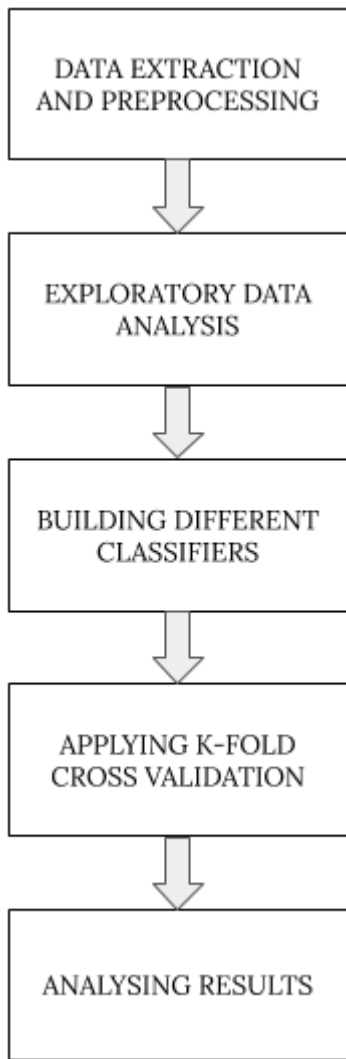 DATA EXTRACTION
AND PREPROCESSING
EXPLORATORY DATA
ANALYSIS
BUILDING DIFFERENT
CLASSIFIERS
APPLYING K-FOLD
CROSS VALIDATION
ANALYSING RESULTS